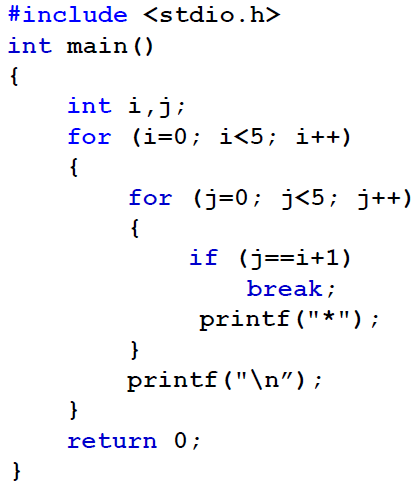 #include <stdio.h>
int main()
{
    int i,j;
    for (i=0; i<5; i++)
    {
        for (j=0; j<5; j++)
        {
            if (j==i+1)
                break;
            printf("*");
        }
        printf("\n”);
    }
    return 0;
}